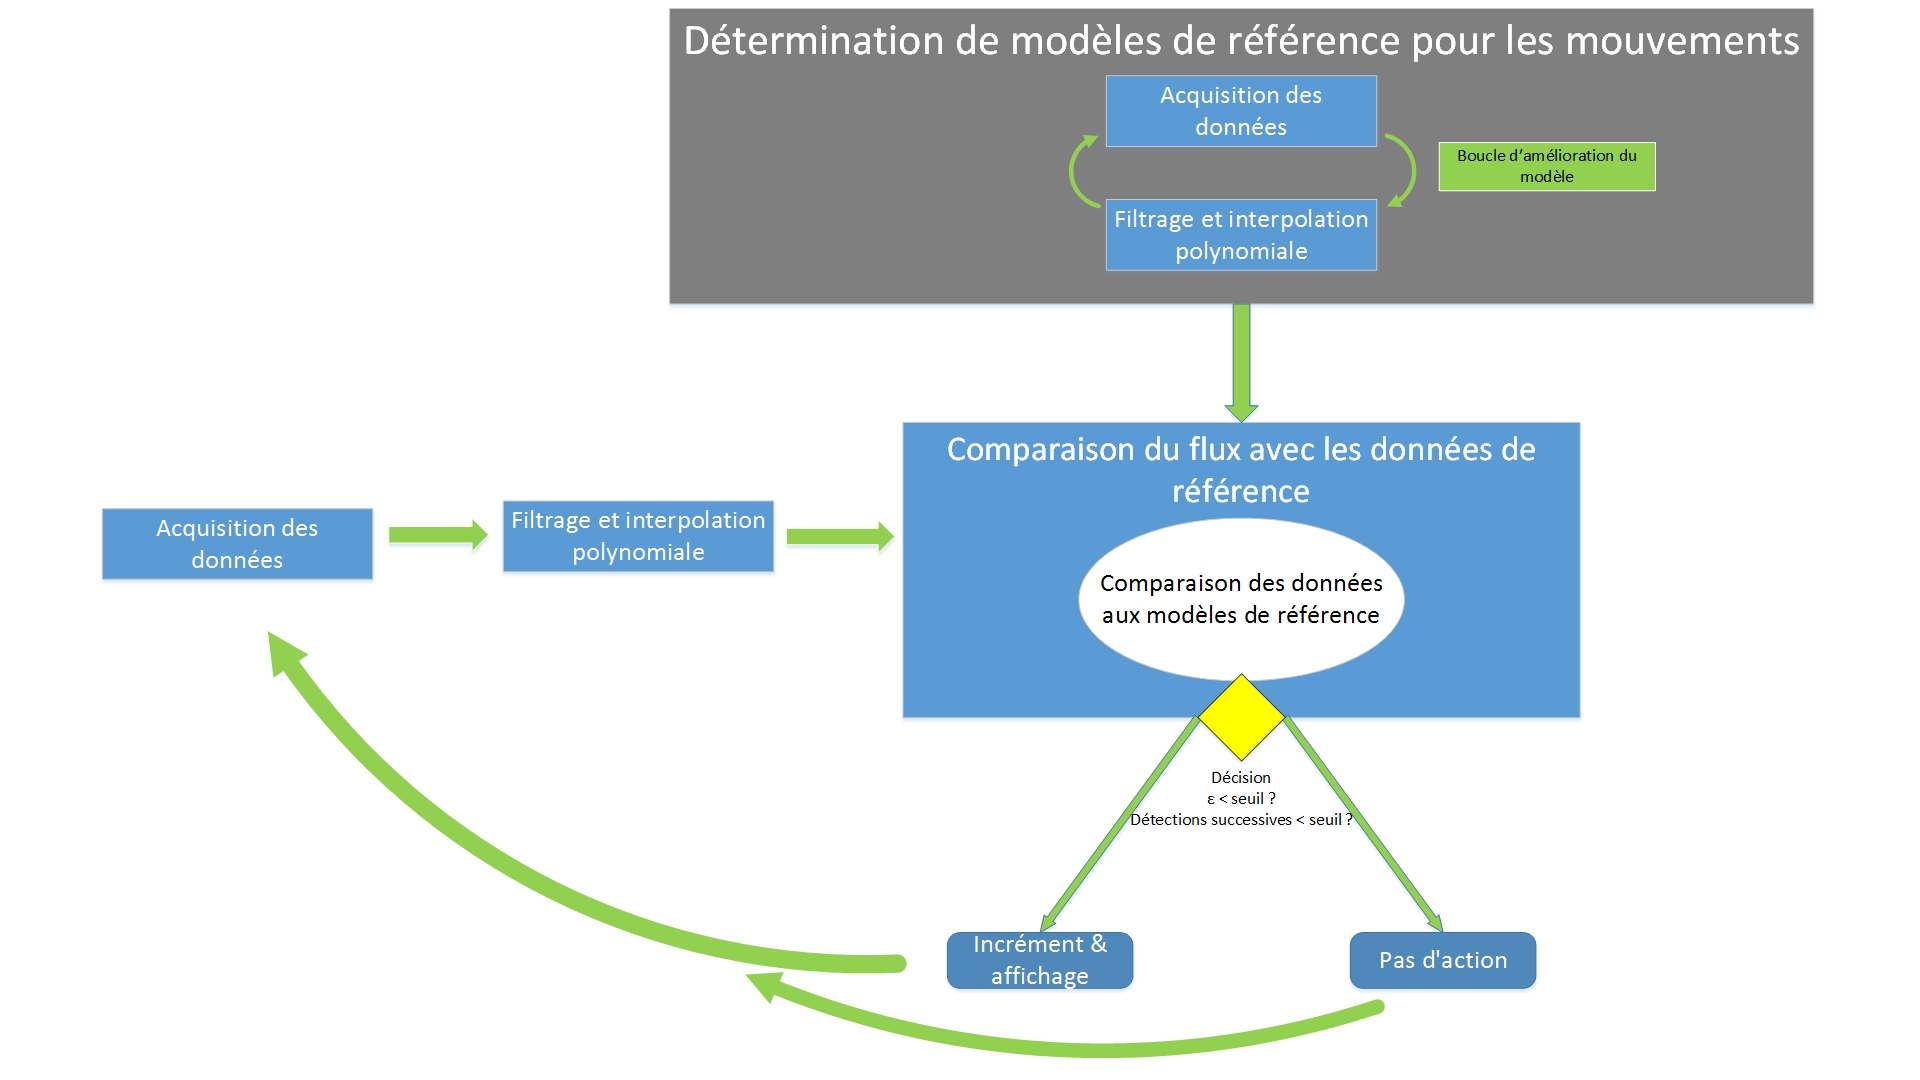 Détermination de modèles de référence pour les mouvements
Acquisition des
données
Boucle d’amélioration du
modèle
Filtrage et interpolation
polynomiale
Comparaison du flux avec les données de
référence
Acquisition des
données
Filtrage et interpolation
polynomiale
Comparaison des données
aux modèles de référence
Décision
ε < seuil ?
Détections successives < seuil ?
Incrément &
affichage
Pas d'action